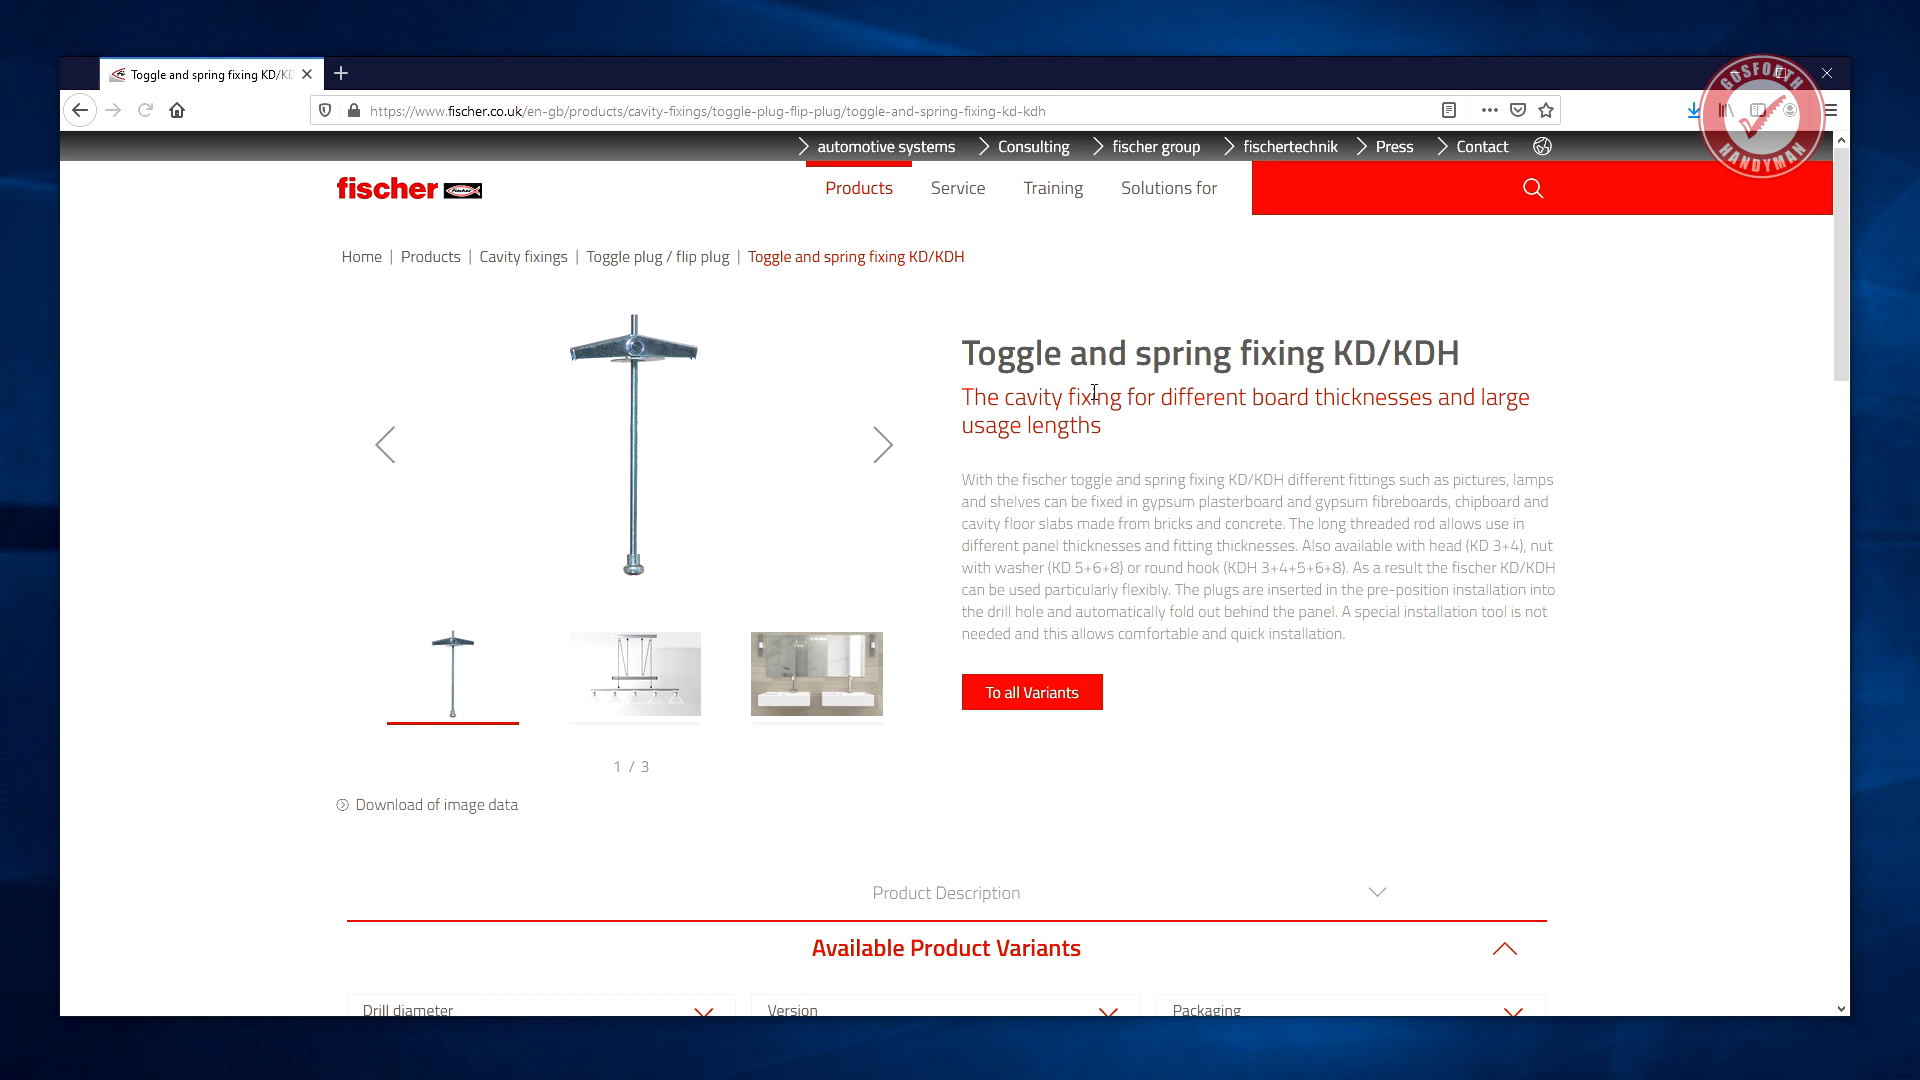 Toggle and spring fixing KD/KD
GOSFORTH
HANDYMAN
https://www.fischer.co.uk/en-gb/products/cavity-fixings/toggle-plug-flip-plug/toggle-and-spring-fixing-kd-kdh
automotive systems
Consulting
fischer group
fischertechnik
Press
Contact
fischer
fischer
Products
Service
Training
Solutions for
Home | Products | Cavity fixings | Toggle plug / flip plug | Toggle and spring fixing KD/KDH
Toggle and spring fixing KD/KDH
The cavity fixing for different board thicknesses and large
usage lengths
With the fischer toggle and spring fixing KD/KDH different fittings such as pictures, lamps
and shelves can be fixed in gypsum plasterboard and gypsum fibreboards, chipboard and
cavity floor slabs made from bricks and concrete. The long threaded rod allows use in
different panel thicknesses and fitting thicknesses. Also available with head (KD 3+4), nut
with washer (KD 5+6+8) or round hook (KDH 3+4+5+6+8). As a result the fischer KD/KDH
can be used particularly flexibly. The plugs are inserted in the pre-position installation into
the drill hole and automatically fold out behind the panel. A special installation tool is not
needed and this allows comfortable and quick installation.
To all Variants
1 / 3
Download of image data
Product Description
Available Product Variants
Drill diameter
Version
Packaging